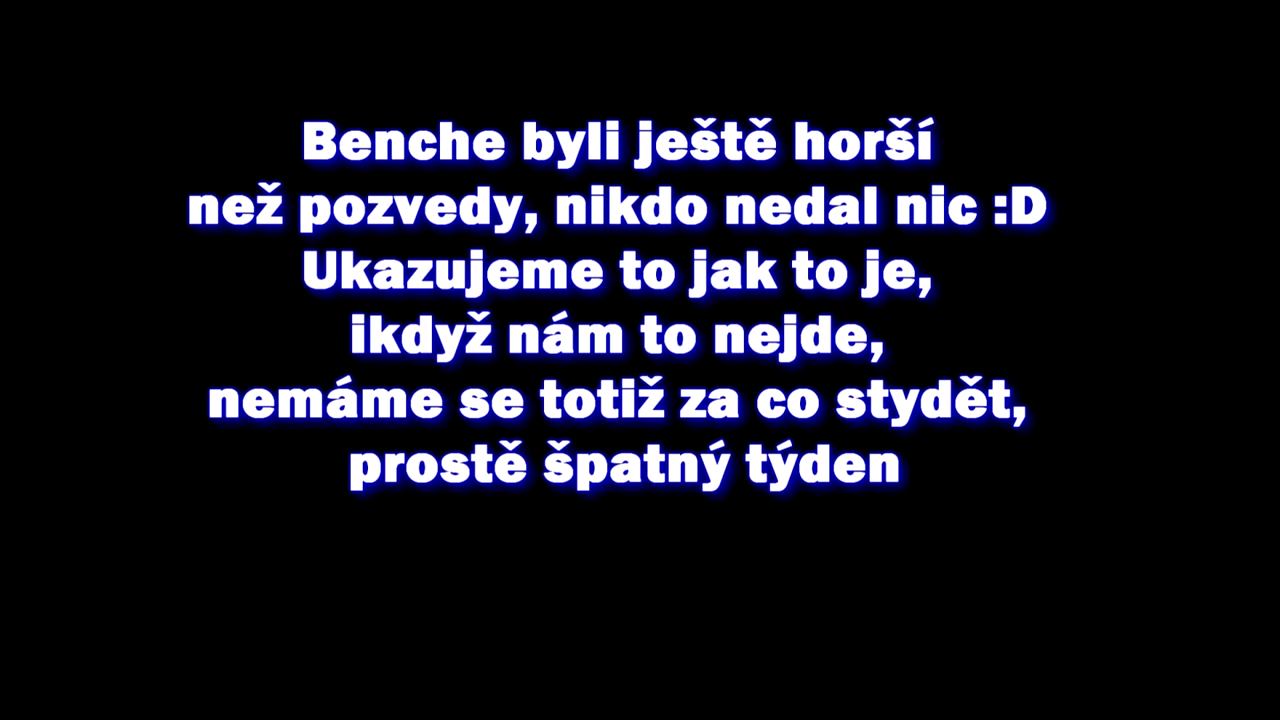 Benche byli ještě horší
než pozvedy, nikdo nedal nic :D
Ukazujeme to jak to je,
ikdyž nám to nejde,
nemáme se totiž za co stydět,
prostě špatný týden